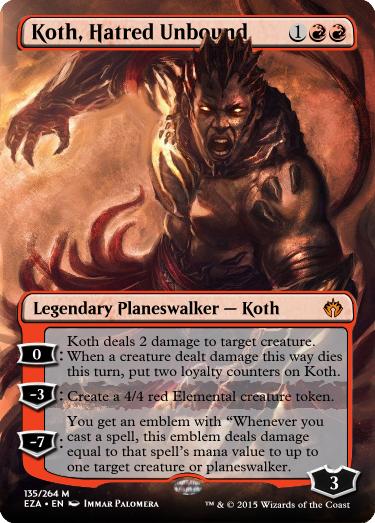 Koth, Hatred Unbound 1
Legendary Planeswalker — Koth
Koth deals 2 damage to target creature.
0 : When a creature dealt damage this way dies
this turn, put two loyalty counters on Koth.
-3 : Create a 4/4 red Elemental creature token.
You get an emblem with “Whenever you
-7 : cast a spell, this emblem deals damage
equal to that spell's mana value to up to
one target creature or planeswalker.
3
135/264 M
EZA • EN Immar Palomera
™ & © 2015 Wizards of the Coast